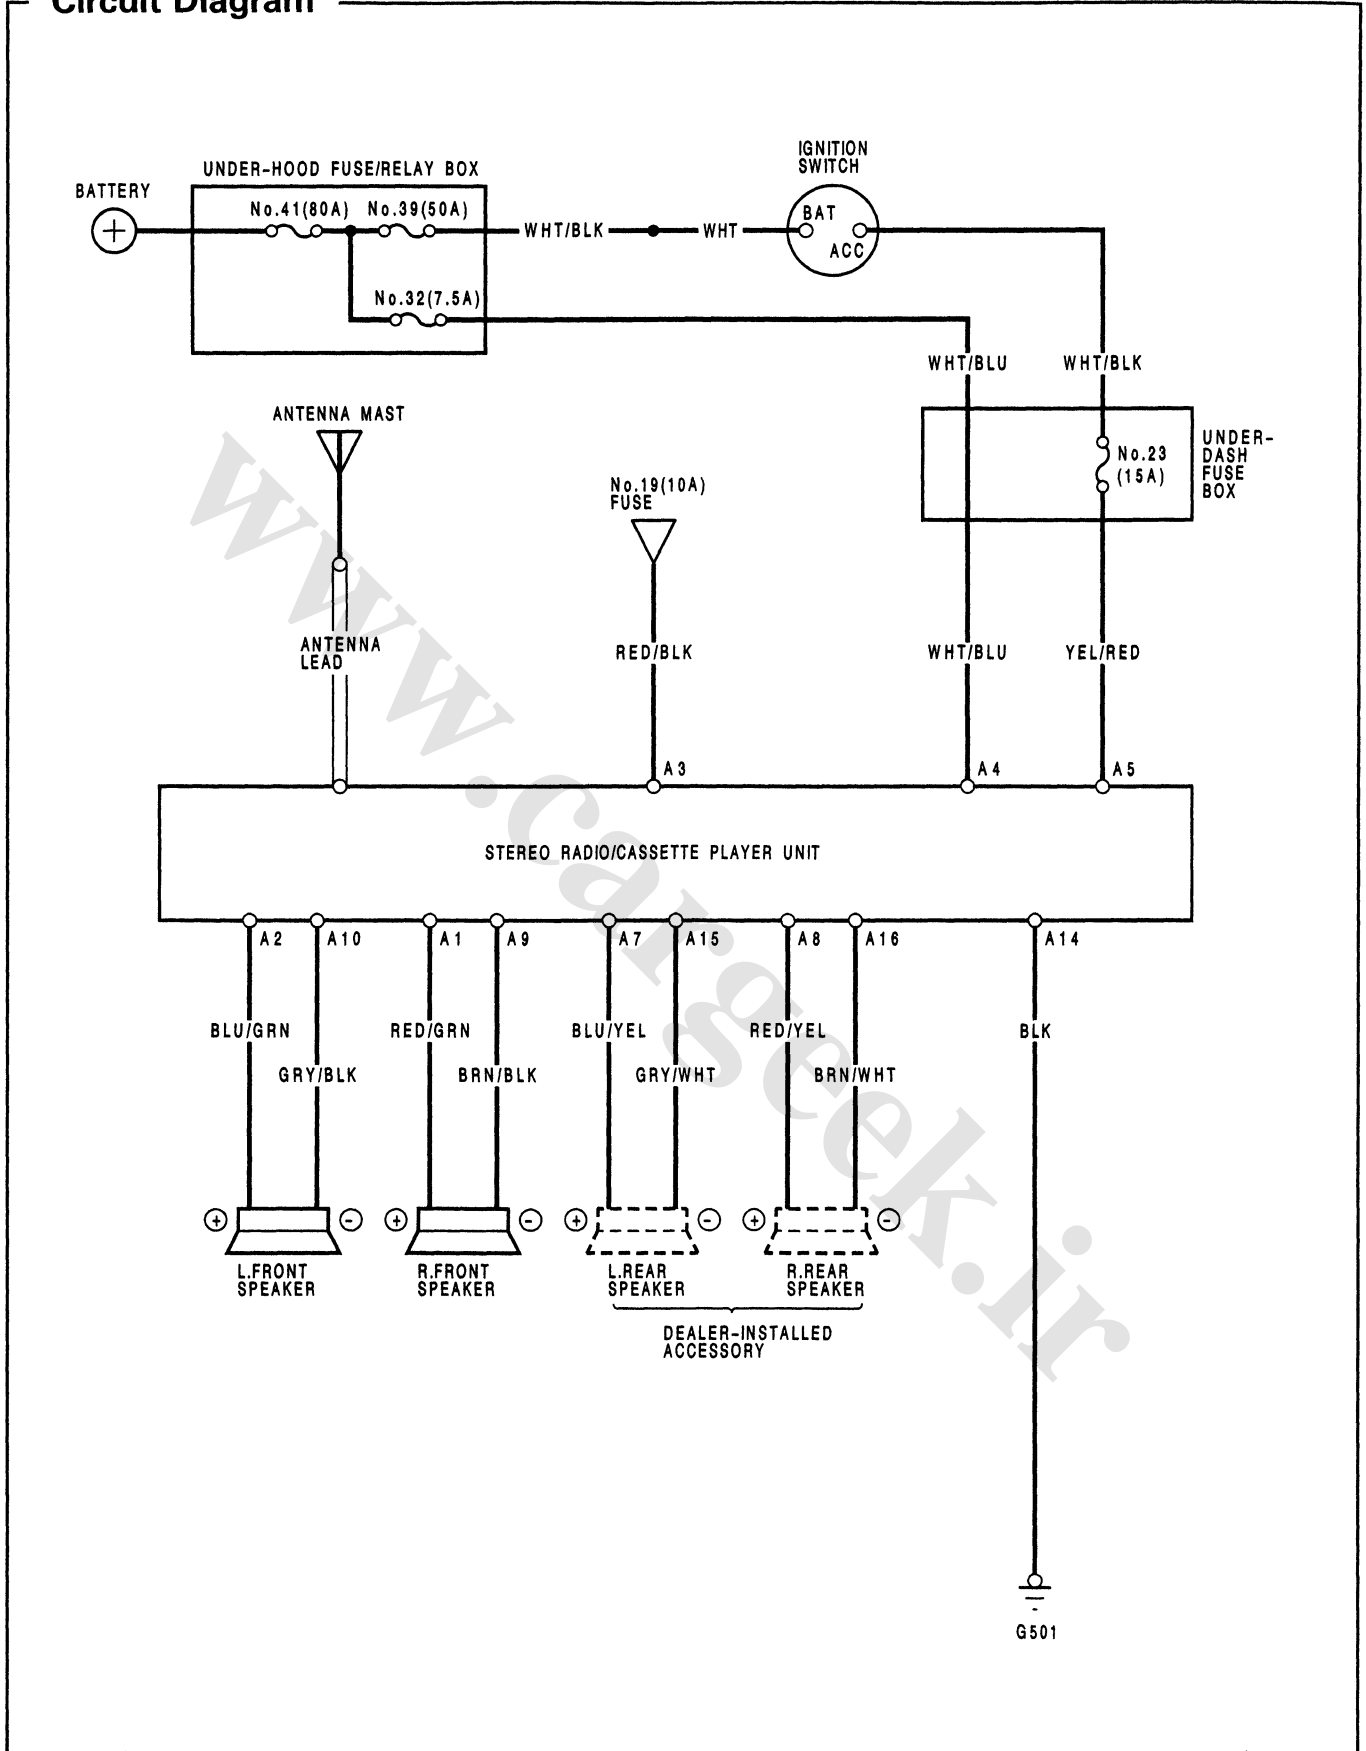 Circuit Diagram
IGNITION
SWITCH
UNDER-HOOD FUSE/RELAY BOX
BATTERY
No.41(80A) No.39(50A)
BAT
WHT/BLK
WHT
ACC
No.32(7.5A)
WHT/BLU
WHT/BLK
ANTENNA MAST
UNDER-
DASH
FUSE
BOX
No.23
(15A)
No.19(10A)
FUSE
ANTENNA
LEAD
RED/BLK
WHT/BLU
YEL/RED
A3
A4
A5
STEREO RADIO/CASSETTE PLAYER UNIT
A2
A10
A1
A9
A7
A15
A8
A16
A14
BLU/GRN
RED/GRN
BLU/YEL
RED/YEL
BLK
GRY/BLK
BRN/BLK
GRY/WHT
BRN/WHT
L.FRONT
SPEAKER
R.FRONT
SPEAKER
L.REAR
SPEAKER
R.REAR
SPEAKER
DEALER-INSTALLED
ACCESSORY
G501
www.cargeek.ir